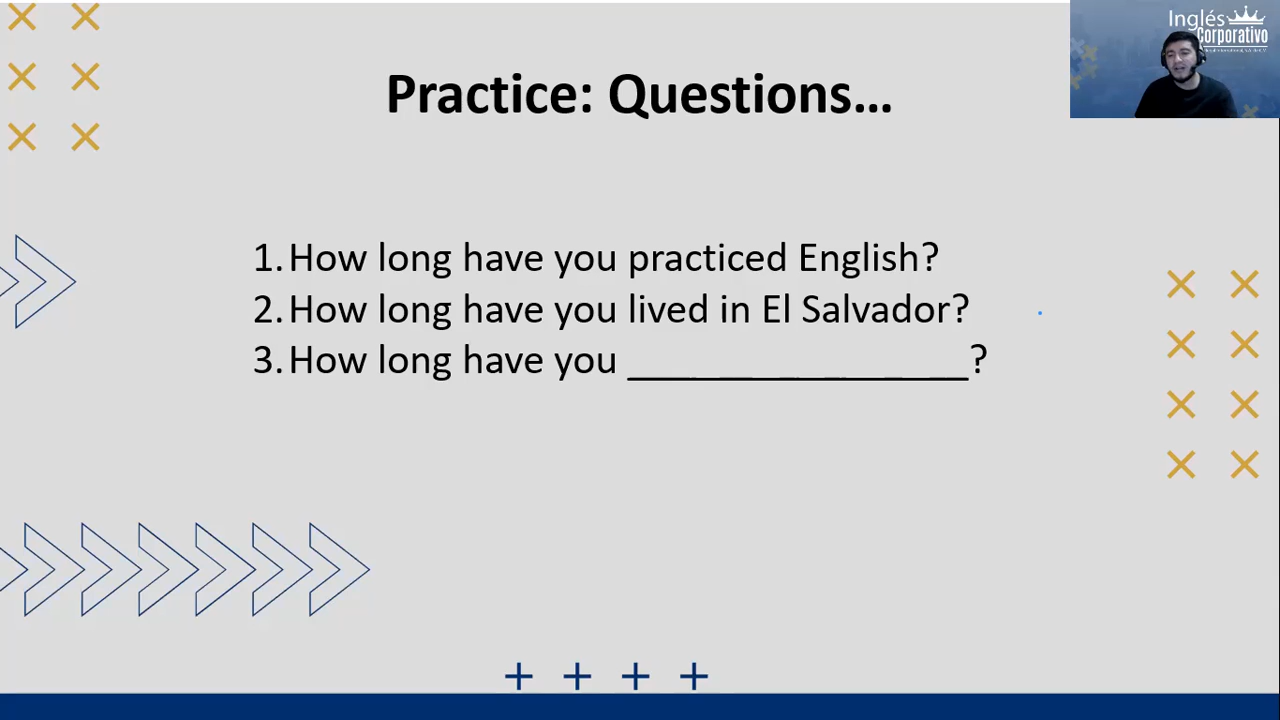 Inglés
Corporativo
Practice: Questions...
1. How long have you practiced English?
2. How long have you lived in El Salvador?
3. How long have you ________________?